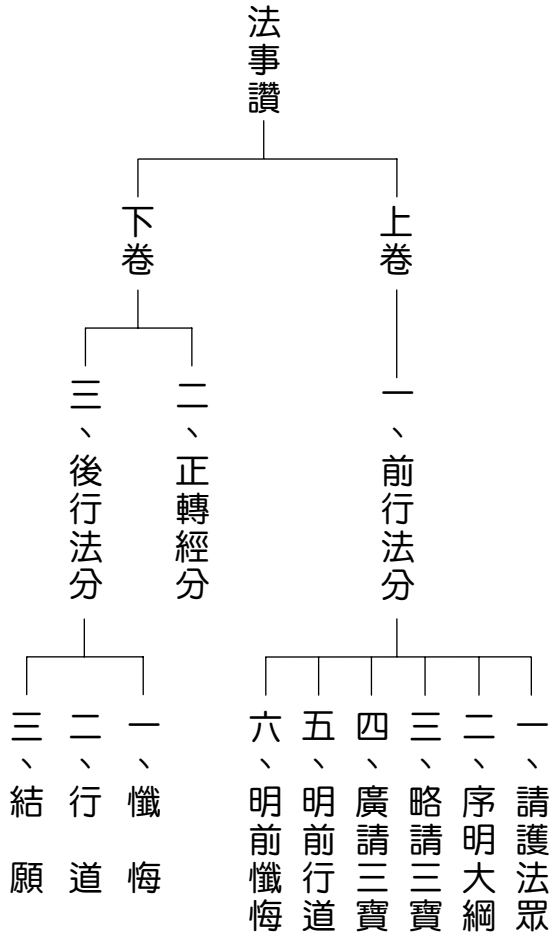 法事讚
上卷
一、前行法分
一、請護法眾
二、序明大綱
三、略請三寶
四、廣請三寶
五、明前行道
六、明前懺悔
下卷
二、正轉經分
三、後行法分
一、懺　悔
二、行　道
三、結　願